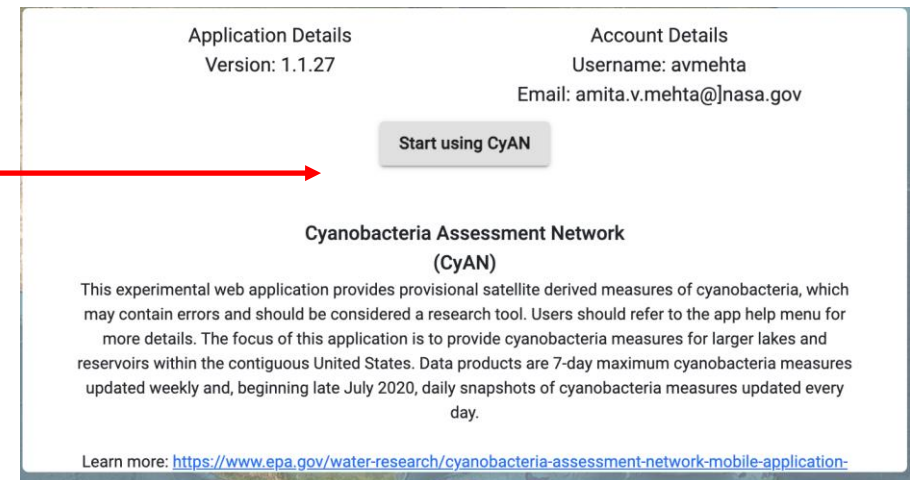 Application Details
Version: 1.1.27
Account Details
Username: avmehta
Email: amita.v.mehta@]nasa.gov
Start using CyAN
Cyanobacteria Assessment Network
(CyAN)
This experimental web application provides provisional satellite derived measures of cyanobacteria, which
may contain errors and should be considered a research tool. Users should refer to the app help menu for
more details. The focus of this application is to provide cyanobacteria measures for larger lakes and
reservoirs within the contiguous United States. Data products are 7-day maximum cyanobacteria measures
updated weekly and, beginning late July 2020, daily snapshots of cyanobacteria measures updated every
day.
Learn more: https://www.epa.gov/water-research/cyanobacteria-assessment-network-mobile-application-